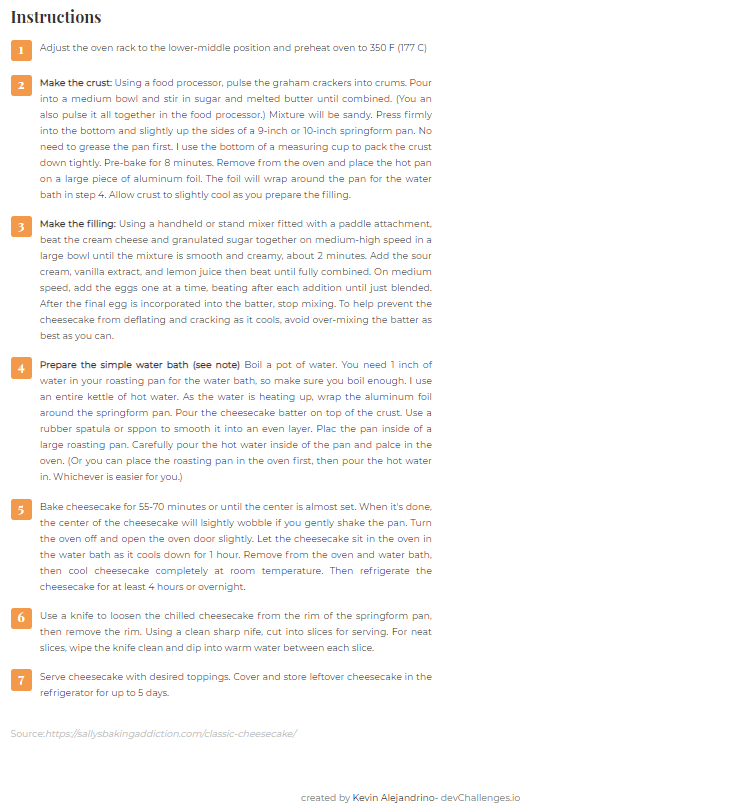 Instructions
1 Adjust the oven rack to the lower-middle position and preheat oven to 350 F (177 C)
2 Make the crust: Using a food processor, pulse the graham crackers into crums. Pour
into a medium bowl and stir in sugar and melted butter until combined. (You an
also pulse it all together in the food processor.) Mixture will be sandy. Press firmly
into the bottom and slightly up the sides of a 9-inch or 10-inch springform pan. No
need to grease the pan first. I use the bottom of a measuring cup to pack the crust
down tightly. Pre-bake for 8 minutes. Remove from the oven and place the hot pan
on a large piece of aluminum foil. The foil will wrap around the pan for the water
bath in step 4. Allow crust to slightly cool as you prepare the filling.
3 Make the filling: Using a handheld or stand mixer fitted with a paddle attachment,
beat the cream cheese and granulated sugar together on medium-high speed in a
large bowl until the mixture is smooth and creamy, about 2 minutes. Add the sour
cream, vanilla extract, and lemon juice then beat until fully combined. On medium
speed, add the eggs one at a time, beating after each addition until just blended.
After the final egg is incorporated into the batter, stop mixing. To help prevent the
cheesecake from deflating and cracking as it cools, avoid over-mixing the batter as
best as you can.
4 Prepare the simple water bath (see note) Boil a pot of water. You need 1 inch of
water in your roasting pan for the water bath, so make sure you boil enough. I use
an entire kettle of hot water. As the water is heating up, wrap the aluminum foil
around the springform pan. Pour the cheesecake batter on top of the crust. Use a
rubber spatula or sppon to smooth it into an even layer. Plac the pan inside of a
large roasting pan. Carefully pour the hot water inside of the pan and palce in the
oven. (Or you can place the roasting pan in the oven first, then pour the hot water
in. Whichever is easier for you.)
5 Bake cheesecake for 55-70 minutes or until the center is almost set. When it's done,
the center of the cheesecake will lsightly wobble if you gently shake the pan. Turn
the oven off and open the oven door slightly. Let the cheesecake sit in the oven in
the water bath as it cools down for 1 hour. Remove from the oven and water bath,
then cool cheesecake completely at room temperature. Then refrigerate the
cheesecake for at least 4 hours or overnight.
6 Use a knife to loosen the chilled cheesecake from the rim of the springform pan,
then remove the rim. Using a clean sharp nife, cut into slices for serving. For neat
slices, wipe the knife clean and dip into warm water between each slice.
7 Serve cheesecake with desired toppings. Cover and store leftover cheesecake in the
refrigerator for up to 5 days.
Source:https://sallysbakingaddiction.com/classic-cheesecake/
created by Kevin Alejandrino- devChallenges.io